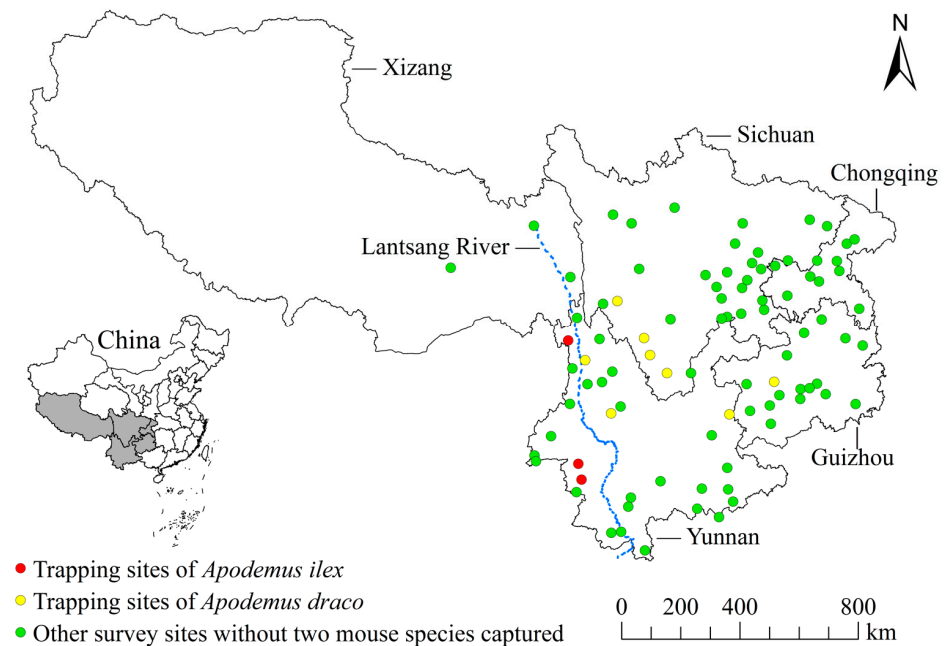 N
Xizang
Sichuan
Chongqing
Lantsang River
China
Guizhou
Yunnan
Trapping sites of Apodemus ilex
Trapping sites of Apodemus draco
Other survey sites without two mouse species captured
0 200 400 800
km